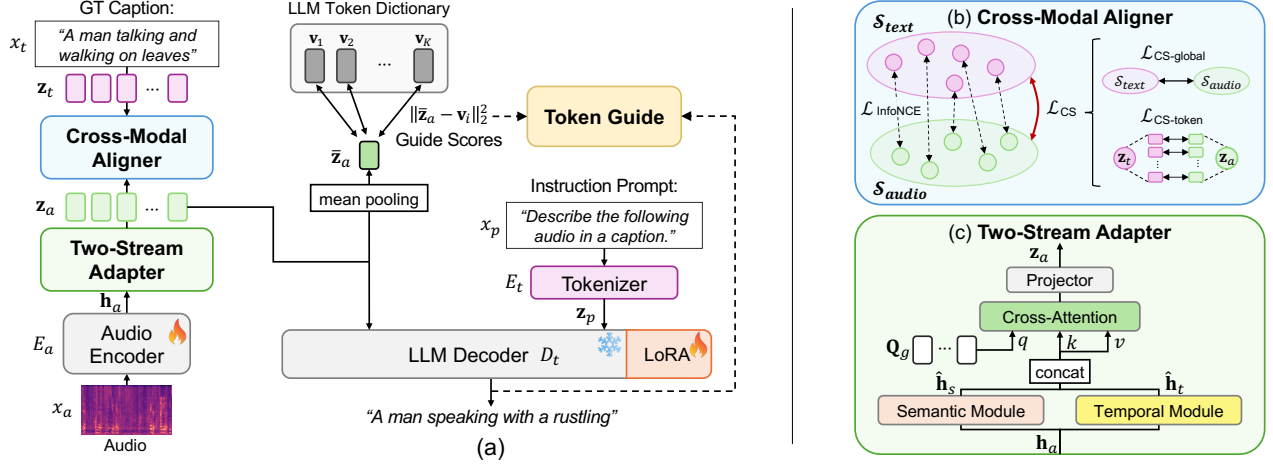 GT Caption:
x_t
“A man talking and
walking on leaves”
z_t
...
Cross-Modal
Aligner
z_a
...
Two-Stream
Adapter
h_a
E_a
Audio
Encoder
x_a
Audio
LLM Token Dictionary
v_1 v_2 v_K
...
‖z̄_a − v_i‖₂²
Guide Scores
Token Guide
z̄_a
mean pooling
Instruction Prompt:
x_p
“Describe the following
audio in a caption.”
E_t
Tokenizer
z_p
LLM Decoder D_t
LoRA
“A man speaking with a rustling”
(a)
(b) Cross-Modal Aligner
S_text
L_InfoNCE
S_audio
L_CS
L_CS-global
S_text S_audio
L_CS-token
z_t z_a
(c) Two-Stream Adapter
z_a
Projector
Cross-Attention
Q_g ... q k v
concat
ĥ_s ĥ_t
Semantic Module Temporal Module
h_a